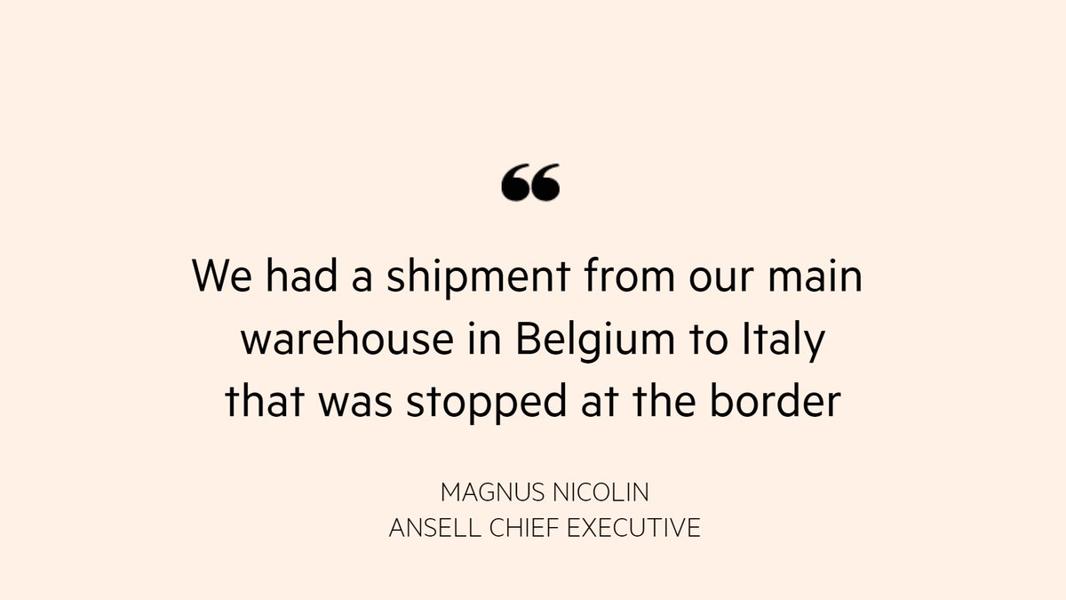 “
We had a shipment from our main
warehouse in Belgium to Italy
that was stopped at the border
MAGNUS NICOLIN
ANSELL CHIEF EXECUTIVE